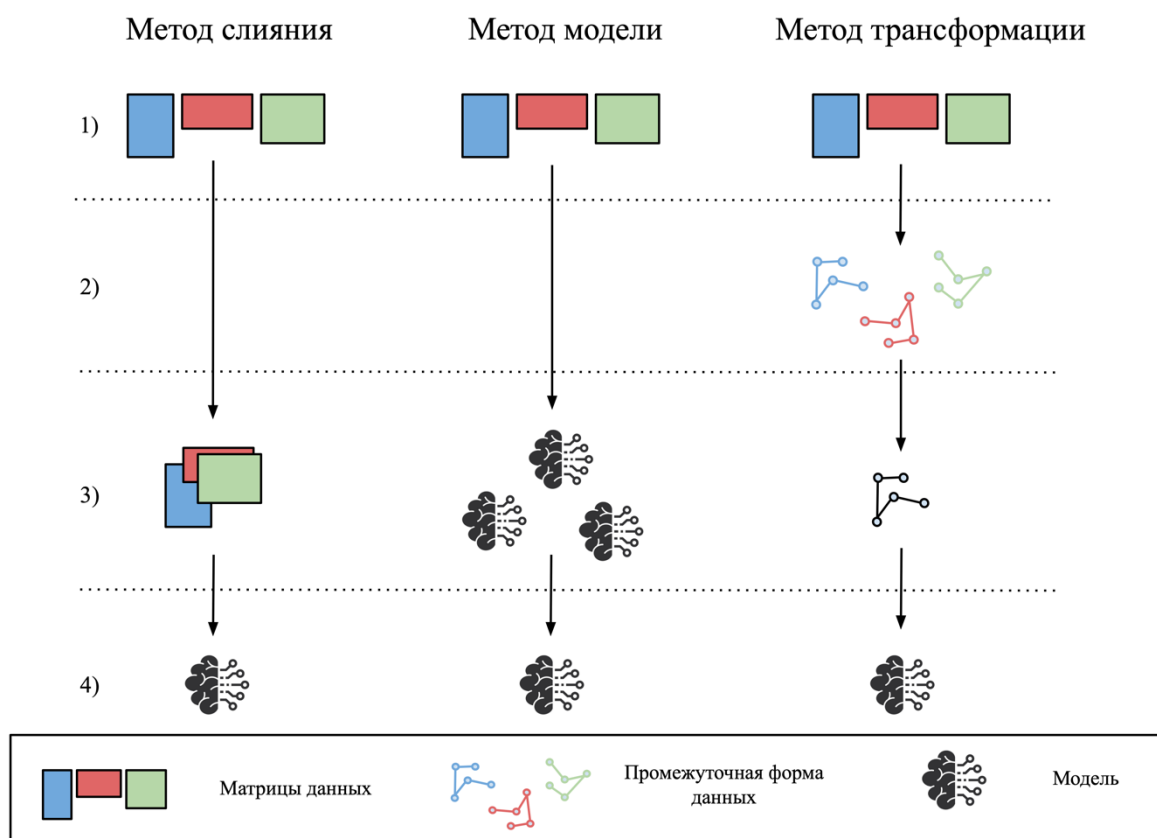 Метод слияния
Метод модели
Метод трансформации
1)
2)
3)
4)
Матрицы данных
Промежуточная форма
данных
Модель